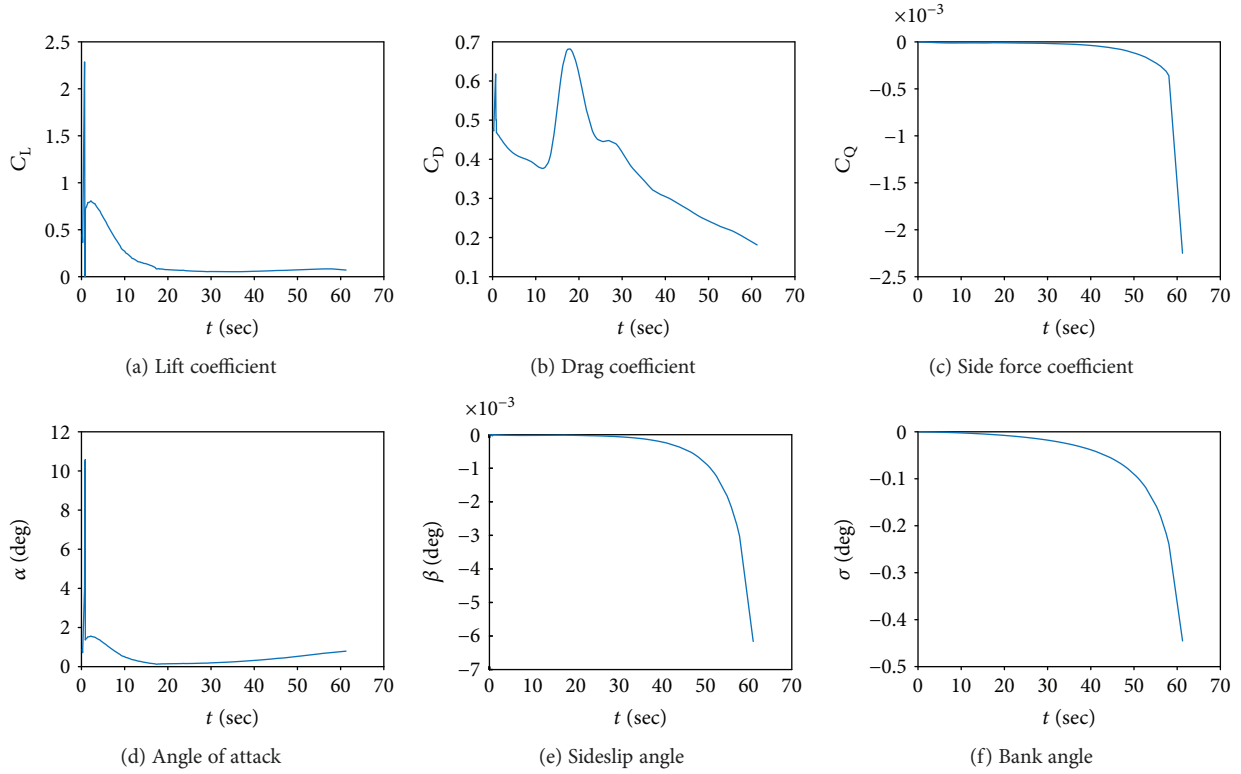 2.5
2
1.5
1
0.5
0
C_L
0 10 20 30 40 50 60 70
t (sec)
(a) Lift coefficient
0.7
0.6
0.5
0.4
0.3
0.2
0.1
C_D
0 10 20 30 40 50 60 70
t (sec)
(b) Drag coefficient
×10⁻³
0
−0.5
−1
−1.5
−2
−2.5
C_Q
0 10 20 30 40 50 60 70
t (sec)
(c) Side force coefficient
12
10
8
6
4
2
0
α (deg)
0 10 20 30 40 50 60 70
t (sec)
(d) Angle of attack
×10⁻³
0
−1
−2
−3
−4
−5
−6
−7
β (deg)
0 10 20 30 40 50 60 70
t (sec)
(e) Sideslip angle
0
−0.1
−0.2
−0.3
−0.4
−0.5
σ (deg)
0 10 20 30 40 50 60 70
t (sec)
(f) Bank angle